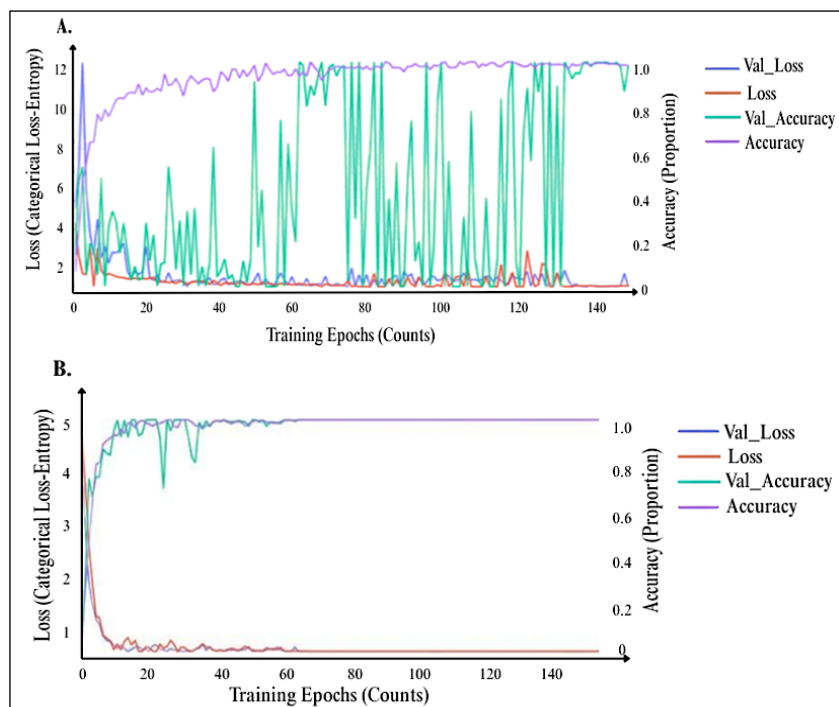 A.
Loss (Categorical Loss-Entropy)
12
10
8
6
4
2
0 20 40 60 80 100 120 140
Training Epochs (Counts)
1.0
0.8
0.6
0.4
0.2
0
Accuracy (Proportion)
Val_Loss
Loss
Val_Accuracy
Accuracy
B.
Loss (Categorical Loss-Entropy)
5
4
3
2
1
0 20 40 60 80 100 120 140
Training Epochs (Counts)
1.0
0.8
0.6
0.4
0.2
0
Accuracy (Proportion)
Val_Loss
Loss
Val_Accuracy
Accuracy